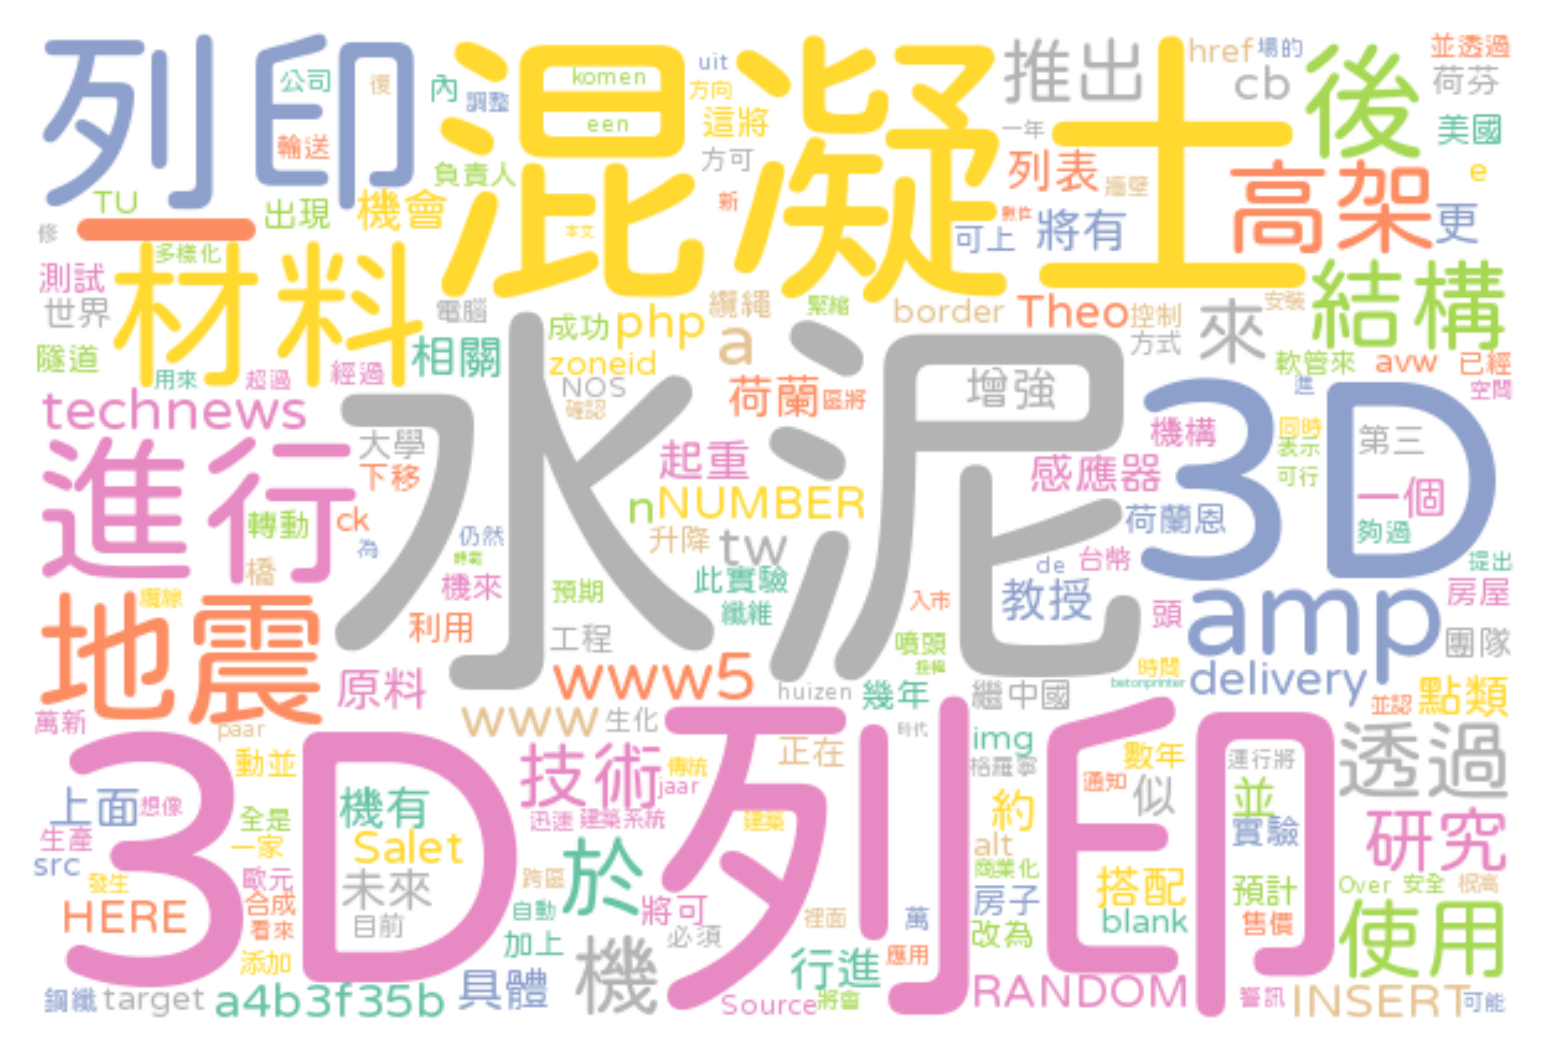 列印
混凝土
推出
href
場的
並透過
cb
後
荷芬
公司
復
內
調整
komen
uit
方向
een
這將
一年
美國
輸送
方可
列表
牆壁
高架
e
負責人
TU
出現
機會
新
可上
將有
更
修
一
多樣化
本文
材料
測試
世界
電腦
成功
php
a
纜繩
緊縮
border
Theo
控制
方式
來
安裝
結構
隧道
用來
超過
經過
相關
zoneid
NOS
確認
荷蘭
區將
增強
軟管來
avw
已經
進
空間
technews
水泥
3D
大學
下移
起重
感應器
機構
同時
表示
可行
第三
一個
夠過
進行
轉動
ck
為
橋
仍然
機來
nNUMBER
升降
tw
此實驗
纖維
預期
荷蘭恩
de
台幣
提出
房屋
教授
頭
amp
團隊
纜線
地震
利用
工程
入市
噴頭
原料
www5
huizen
幾年
繼中國
時間
betonprinter
delivery
並認
點類
萬新
paar
www
生化
時代
3D列印
動並
技術
傳統
jaar
正在
img
格羅寧
數年
運行將
透過
上面
想像
機有
迅速
建築系統
建築
約
通知
似
並
實驗
研究
生產
全是
一家
Salet
alt
src
發生
歐元
未來
跨區
於
商業化
搭配
預計
Over
安全
HERE
合成
看來
目前
自動
將可
裡面
萬
房子
blank
售價
使用
添加
加上
必須
改為
應用
行進
鋼纖
target
a4b3f35b
具體
機
Source
將會
RANDOM
警訊
INSERT
可能